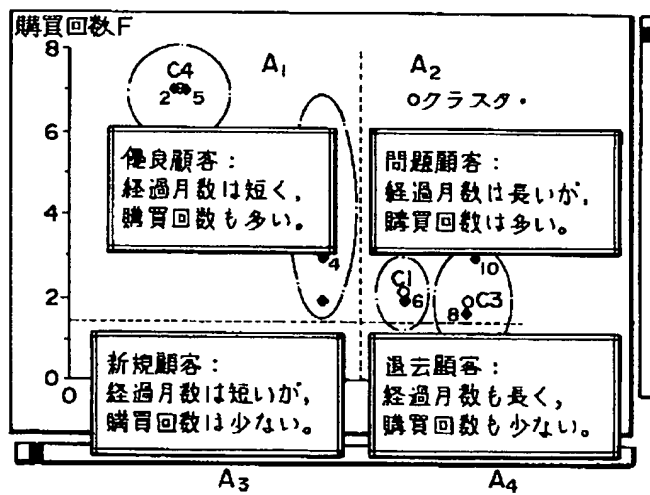 購買回数F
8
6
4
2
0
0
C4
2
5
A1
A2
クラスタ・
優良顧客:
経過月数は短く,
購買回数も多い。
問題顧客:
経過月数は長いが,
購買回数は多い。
4
10
C1
6
C3
8
新規顧客:
経過月数は短いが,
購買回数は少ない。
退去顧客:
経過月数も長く,
購買回数も少ない。
A3
A4